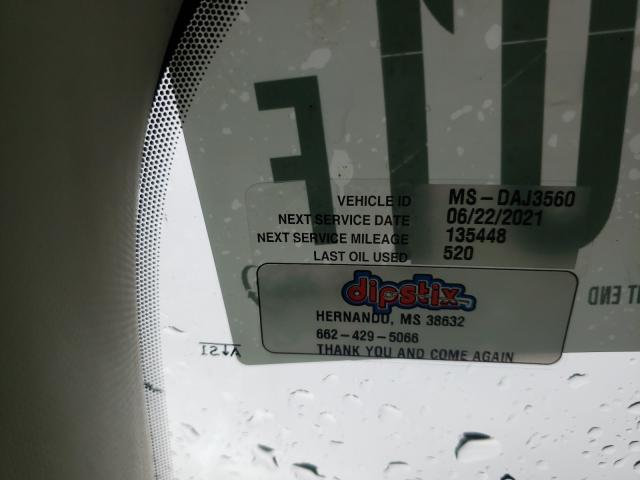 VEHICLE ID MS-DAJ3560
NEXT SERVICE DATE 06/22/2021
NEXT SERVICE MILEAGE 135448
LAST OIL USED 520
dipstix
HERNANDO, MS 38632
662-429-5066
THANK YOU AND COME AGAIN